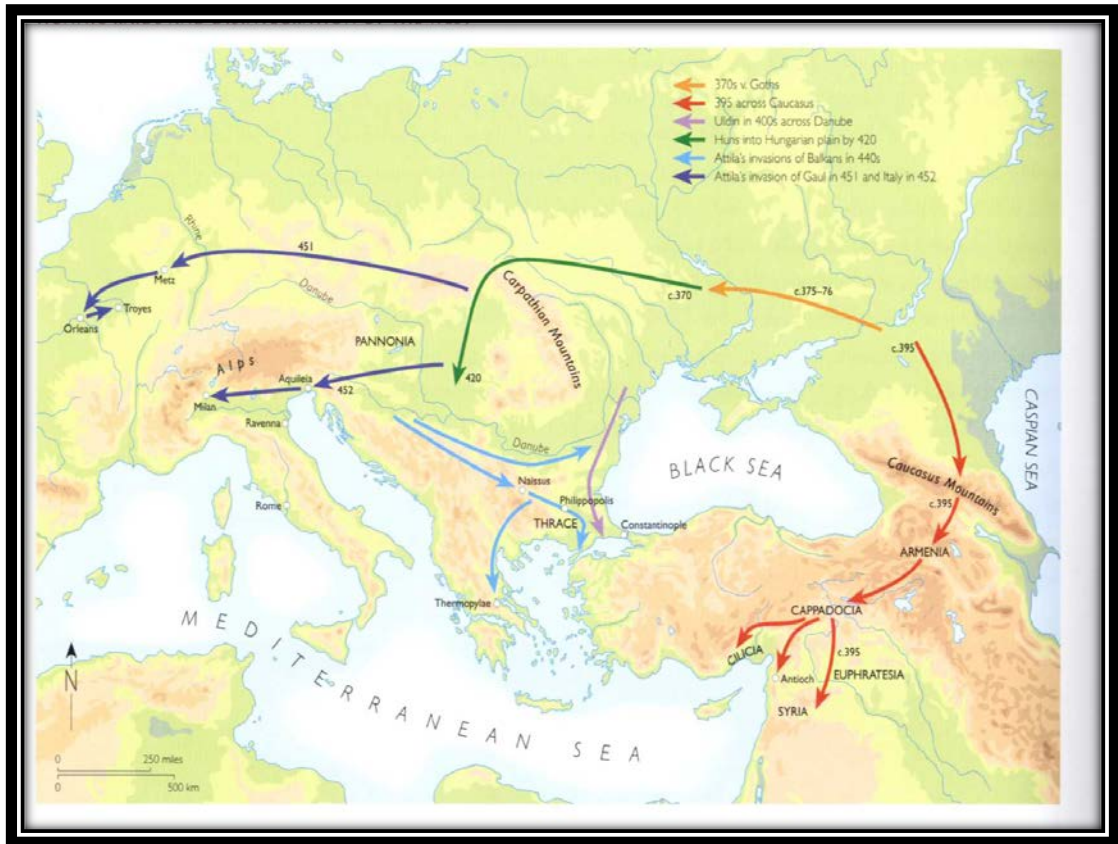 370s v. Goths
395 across Caucasus
Uldin in 400s across Danube
Huns into Hungarian plain by 420
Attila's invasions of Balkans in 440s
Attila's invasion of Gaul in 451 and Italy in 452
Rhine
451
Metz
Troyes
Orleans
Danube
Carpathian Mountains
c.370
c.375–76
c.395
PANNONIA
Alps
Aquileia
452
420
Milan
Ravenna
Rome
Danube
Naissus
Philippopolis
THRACE
Constantinople
BLACK SEA
CASPIAN SEA
Caucasus Mountains
c.395
ARMENIA
Thermopylae
CAPPADOCIA
CILICIA
c.395
Antioch
EUPHRATESIA
SYRIA
MEDITERRANEAN SEA
N
0 250 miles
0 500 km